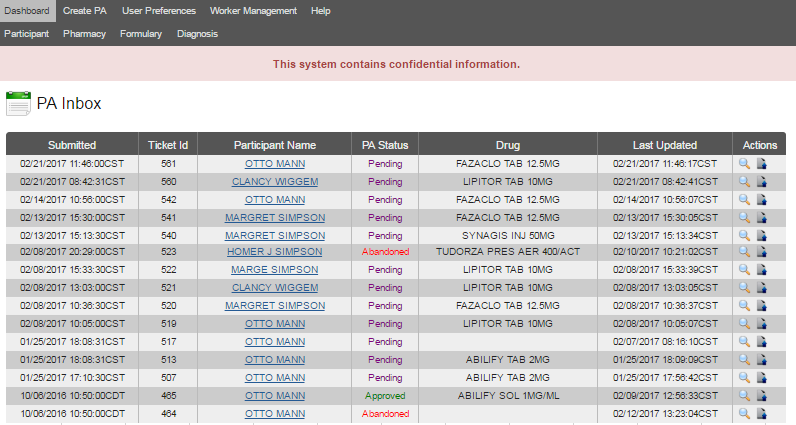 Dashboard Create PA User Preferences Worker Management Help
Participant Pharmacy Formulary Diagnosis
This system contains confidential information.
PA Inbox
Submitted Ticket Id Participant Name PA Status Drug Last Updated Actions
02/21/2017 11:46:00CST 561 OTTO MANN Pending FAZACLO TAB 12.5MG 02/21/2017 11:46:17CST
02/21/2017 08:42:31CST 560 CLANCY WIGGEM Pending LIPITOR TAB 10MG 02/21/2017 08:42:41CST
02/14/2017 10:56:00CST 542 OTTO MANN Pending FAZACLO TAB 12.5MG 02/14/2017 10:56:07CST
02/13/2017 15:30:00CST 541 MARGRET SIMPSON Pending FAZACLO TAB 12.5MG 02/13/2017 15:30:05CST
02/13/2017 15:13:30CST 540 MARGRET SIMPSON Pending SYNAGIS INJ 50MG 02/13/2017 15:13:34CST
02/08/2017 20:29:00CST 523 HOMER J SIMPSON Abandoned TUDORZA PRES AER 400/ACT 02/10/2017 10:21:02CST
02/08/2017 15:33:30CST 522 MARGE SIMPSON Pending LIPITOR TAB 10MG 02/08/2017 15:33:39CST
02/08/2017 13:03:00CST 521 CLANCY WIGGEM Pending LIPITOR TAB 10MG 02/08/2017 13:03:05CST
02/08/2017 10:36:30CST 520 MARGRET SIMPSON Pending FAZACLO TAB 12.5MG 02/08/2017 10:36:37CST
02/08/2017 10:05:00CST 519 OTTO MANN Pending LIPITOR TAB 10MG 02/08/2017 10:05:07CST
01/25/2017 18:08:31CST 517 OTTO MANN Pending 02/07/2017 08:16:10CST
01/25/2017 18:08:31CST 513 OTTO MANN Pending ABILIFY TAB 2MG 01/25/2017 18:09:09CST
01/25/2017 17:10:30CST 507 OTTO MANN Pending ABILIFY TAB 2MG 01/25/2017 17:56:42CST
10/06/2016 10:50:00CDT 465 OTTO MANN Approved ABILIFY SOL 1MG/ML 02/09/2017 12:56:33CST
10/06/2016 10:50:00CDT 464 OTTO MANN Abandoned 02/12/2017 13:23:04CST